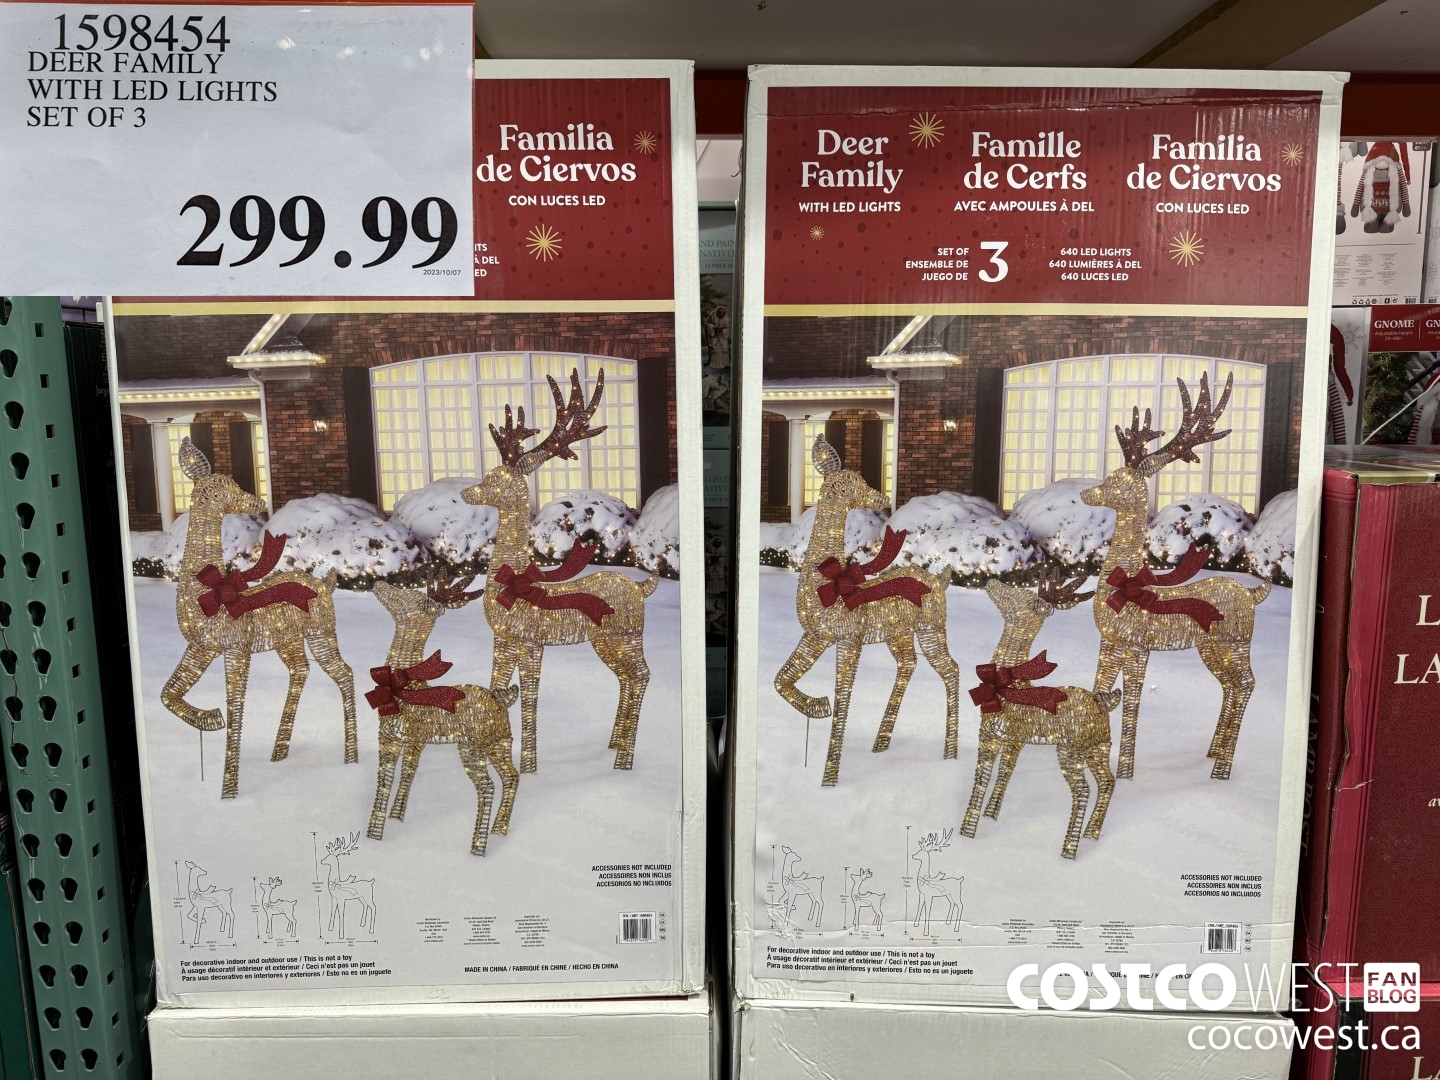 1598454
DEER FAMILY
WITH LED LIGHTS
SET OF 3
299.99
2023/10/07
Familia
de Ciervos
CON LUCES LED
À DEL
ED
Deer
Family
WITH LED LIGHTS
Famille
de Cerfs
AVEC AMPOULES À DEL
Familia
de Ciervos
CON LUCES LED
SET OF
ENSEMBLE DE
JUEGO DE
3
640 LED LIGHTS
640 LUMIÈRES À DEL
640 LUCES LED
GNOME
GN
ACCESSORIES NOT INCLUDED
ACCESSOIRES NON INCLUS
ACCESORIOS NO INCLUIDOS
For decorative indoor and outdoor use / This is not a toy
À usage décoratif intérieur et extérieur / Ceci n'est pas un jouet
Para uso decorativo en interiores y exteriores / Esto no es un juguete
MADE IN CHINA / FABRIQUÉ EN CHINE / HECHO EN CHINA
ACCESSORIES NOT INCLUDED
ACCESSOIRES NON INCLUS
ACCESORIOS NO INCLUIDOS
For decorative indoor and outdoor use / This is not a toy
À usage décoratif intérieur et extérieur / Ceci n'est pas un jouet
Para uso decorativo en interiores y exteriores / Esto no es un juguete
L
LA
LAMP POST
COSTCO WEST FAN
BLOG
cocowest.ca